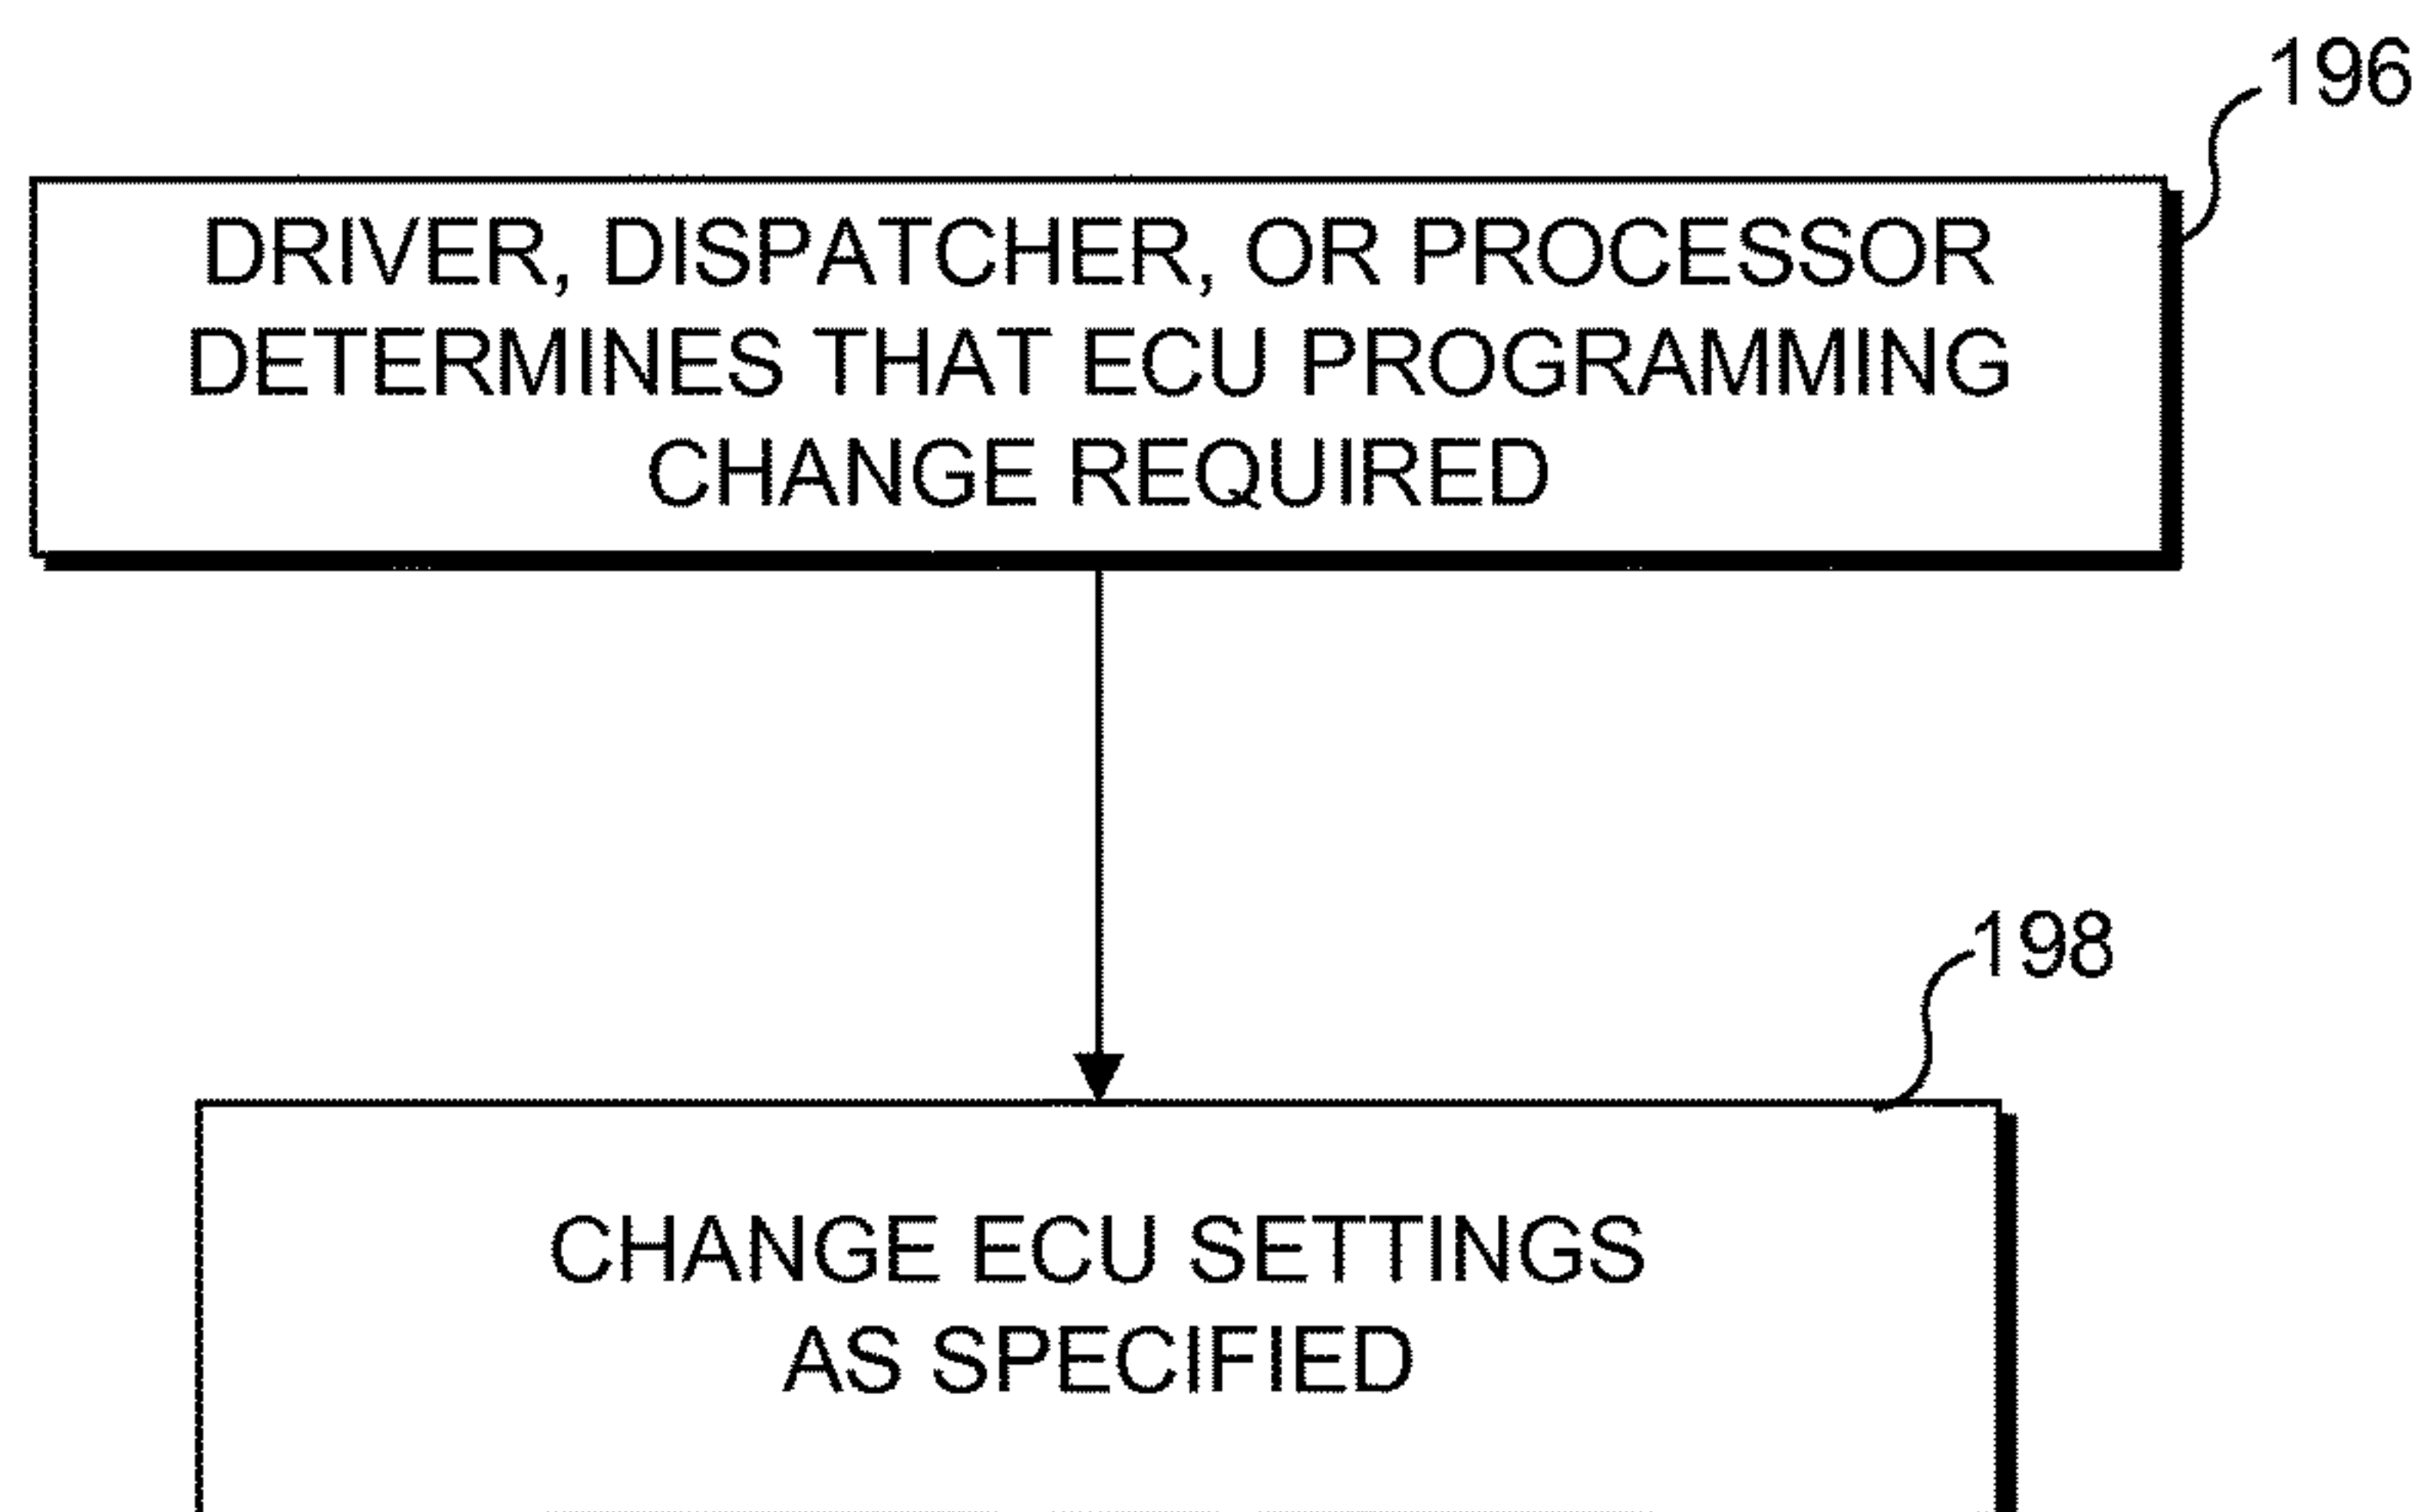 196
DRIVER, DISPATCHER, OR PROCESSOR
DETERMINES THAT ECU PROGRAMMING
CHANGE REQUIRED
198
CHANGE ECU SETTINGS
AS SPECIFIED